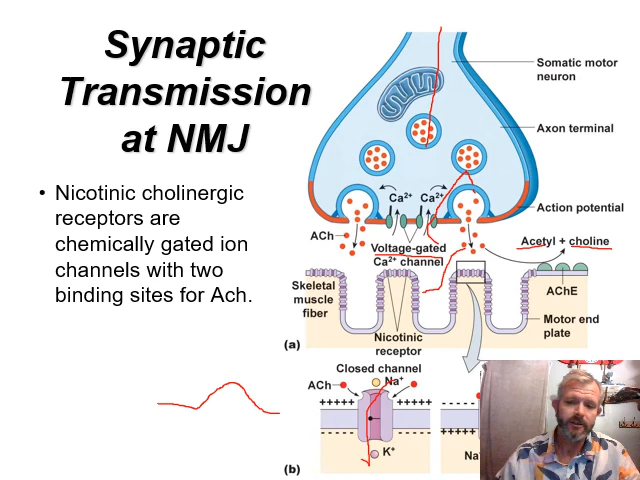 Synaptic
Transmission
at NMJ
• Nicotinic cholinergic
receptors are
chemically gated ion
channels with two
binding sites for Ach.
Somatic motor
neuron
Axon terminal
Ca2+
Ca2+
Action potential
ACh
Voltage-gated
Ca2+ channel
Acetyl + choline
AChE
Skeletal
muscle
fiber
Motor end
plate
Nicotinic
receptor
(a)
Closed channel
ACh
Na+
+++++
++++
- - - - -
- - - -
+++++
K+
Na
(b)